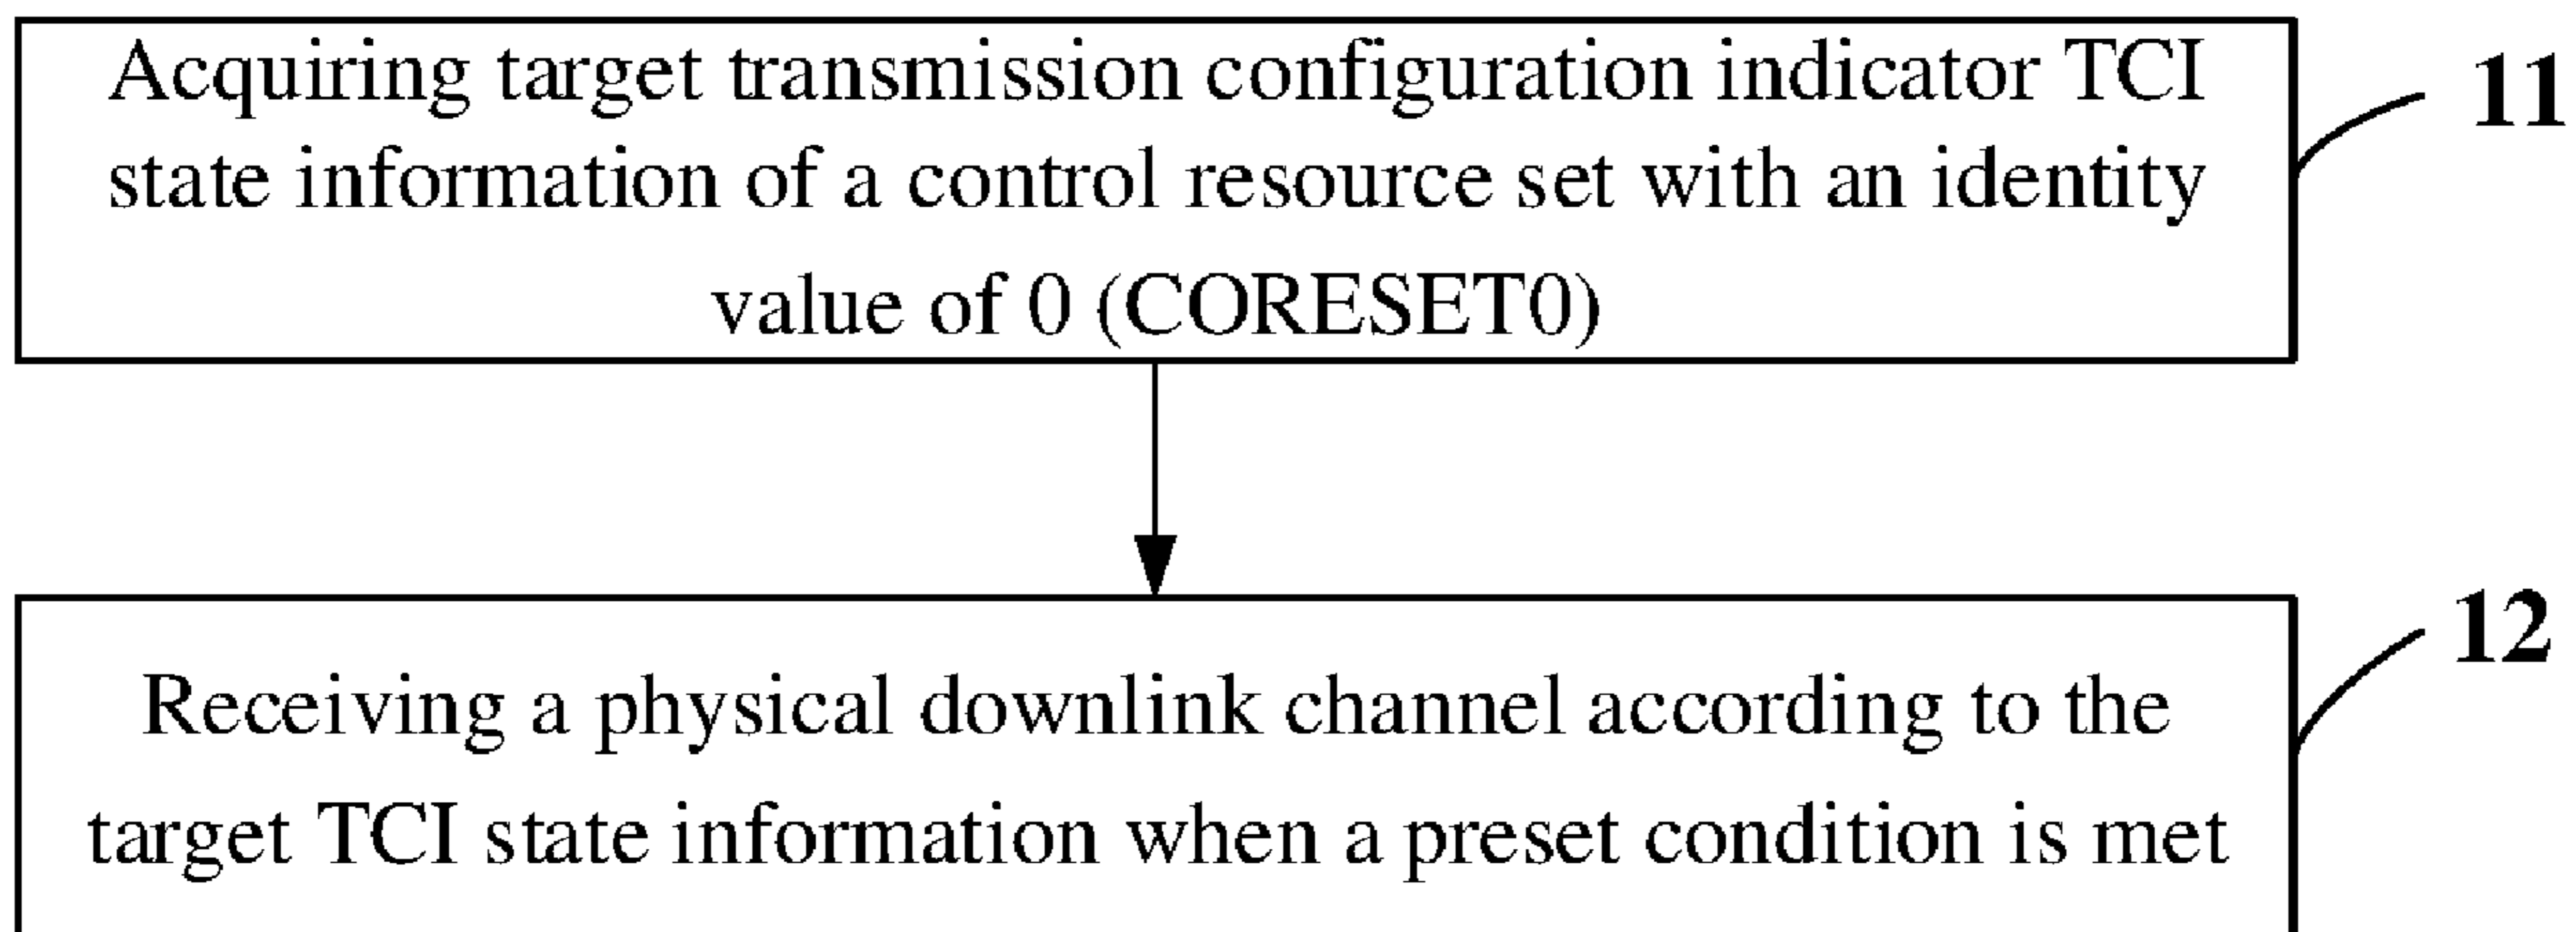 Acquiring target transmission configuration indicator TCI
11
state information of a control resource set with an identity
value of 0 (CORESET0)
12
Receiving a physical downlink channel according to the
target TCI state information when a preset condition is met